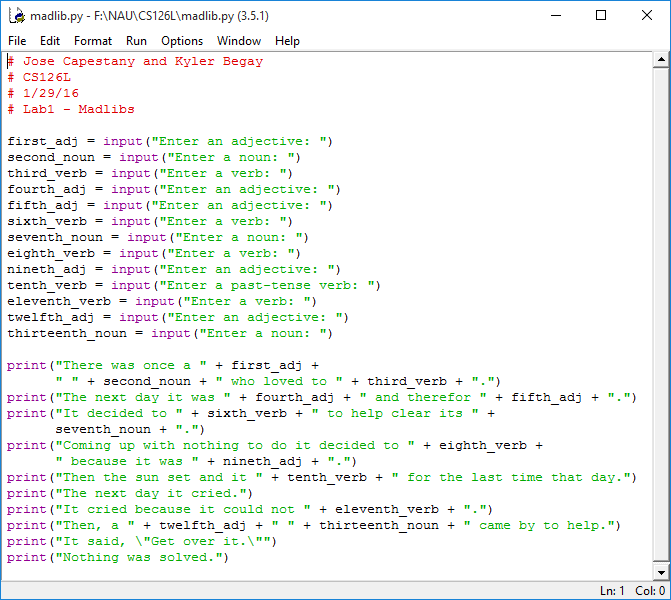 madlib.py - F:\NAU\CS126L\madlib.py (3.5.1)
File Edit Format Run Options Window Help
# Jose Capestany and Kyler Begay
# CS126L
# 1/29/16
# Lab1 - Madlibs

first_adj = input("Enter an adjective: ")
second_noun = input("Enter a noun: ")
third_verb = input("Enter a verb: ")
fourth_adj = input("Enter an adjective: ")
fifth_adj = input("Enter an adjective: ")
sixth_verb = input("Enter a verb: ")
seventh_noun = input("Enter a noun: ")
eighth_verb = input("Enter a verb: ")
nineth_adj = input("Enter an adjective: ")
tenth_verb = input("Enter a past-tense verb: ")
eleventh_verb = input("Enter a verb: ")
twelfth_adj = input("Enter an adjective: ")
thirteenth_noun = input("Enter a noun: ")

print("There was once a " + first_adj +
      " " + second_noun + " who loved to " + third_verb + ".")
print("The next day it was " + fourth_adj + " and therefor " + fifth_adj + ".")
print("It decided to " + sixth_verb + " to help clear its " +
      seventh_noun + ".")
print("Coming up with nothing to do it decided to " + eighth_verb +
      " because it was " + nineth_adj + ".")
print("Then the sun set and it " + tenth_verb + " for the last time that day.")
print("The next day it cried.")
print("It cried because it could not " + eleventh_verb + ".")
print("Then, a " + twelfth_adj + " " + thirteenth_noun + " came by to help.")
print("It said, \"Get over it.\"")
print("Nothing was solved.")
Ln: 1 Col: 0